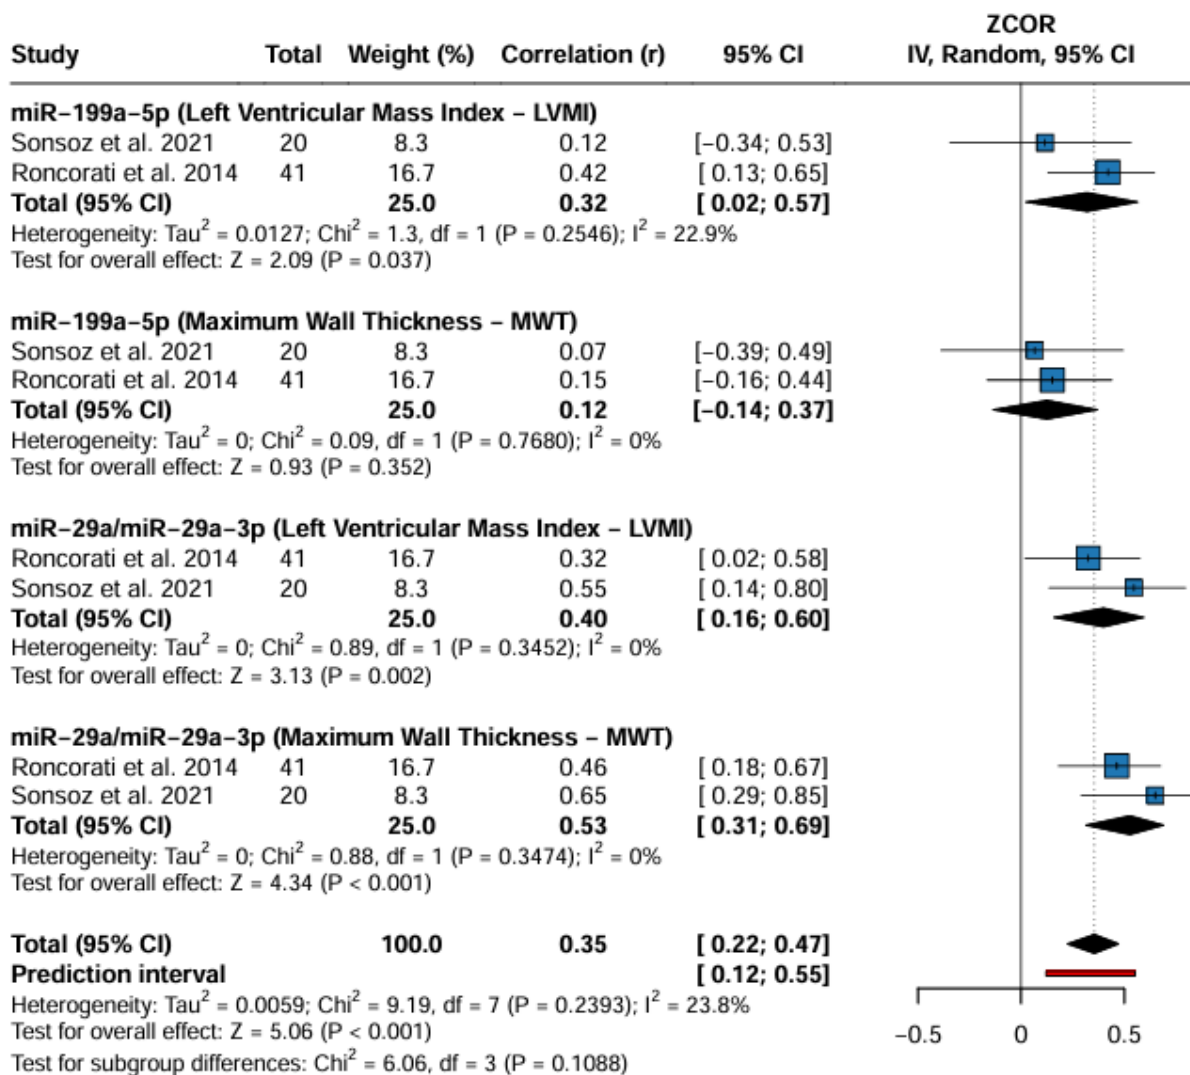 ZCOR
Study Total Weight (%) Correlation (r) 95% CI IV, Random, 95% CI
miR−199a−5p (Left Ventricular Mass Index − LVMI)
Sonsoz et al. 2021 20 8.3 0.12 [−0.34; 0.53]
Roncorati et al. 2014 41 16.7 0.42 [ 0.13; 0.65]
Total (95% CI) 25.0 0.32 [ 0.02; 0.57]
Heterogeneity: Tau² = 0.0127; Chi² = 1.3, df = 1 (P = 0.2546); I² = 22.9%
Test for overall effect: Z = 2.09 (P = 0.037)
miR−199a−5p (Maximum Wall Thickness − MWT)
Sonsoz et al. 2021 20 8.3 0.07 [−0.39; 0.49]
Roncorati et al. 2014 41 16.7 0.15 [−0.16; 0.44]
Total (95% CI) 25.0 0.12 [−0.14; 0.37]
Heterogeneity: Tau² = 0; Chi² = 0.09, df = 1 (P = 0.7680); I² = 0%
Test for overall effect: Z = 0.93 (P = 0.352)
miR−29a/miR−29a−3p (Left Ventricular Mass Index − LVMI)
Roncorati et al. 2014 41 16.7 0.32 [ 0.02; 0.58]
Sonsoz et al. 2021 20 8.3 0.55 [ 0.14; 0.80]
Total (95% CI) 25.0 0.40 [ 0.16; 0.60]
Heterogeneity: Tau² = 0; Chi² = 0.89, df = 1 (P = 0.3452); I² = 0%
Test for overall effect: Z = 3.13 (P = 0.002)
miR−29a/miR−29a−3p (Maximum Wall Thickness − MWT)
Roncorati et al. 2014 41 16.7 0.46 [ 0.18; 0.67]
Sonsoz et al. 2021 20 8.3 0.65 [ 0.29; 0.85]
Total (95% CI) 25.0 0.53 [ 0.31; 0.69]
Heterogeneity: Tau² = 0; Chi² = 0.88, df = 1 (P = 0.3474); I² = 0%
Test for overall effect: Z = 4.34 (P < 0.001)
Total (95% CI) 100.0 0.35 [ 0.22; 0.47]
Prediction interval [ 0.12; 0.55]
Heterogeneity: Tau² = 0.0059; Chi² = 9.19, df = 7 (P = 0.2393); I² = 23.8%
Test for overall effect: Z = 5.06 (P < 0.001)
Test for subgroup differences: Chi² = 6.06, df = 3 (P = 0.1088)
−0.5 0 0.5